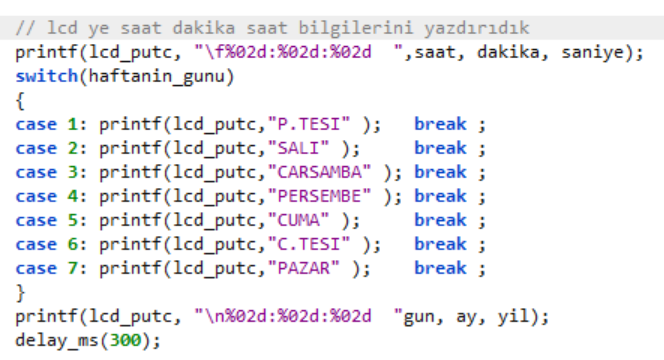 // lcd ye saat dakika saat bilgilerini yazdırıdık
printf(lcd_putc, "\f%02d:%02d:%02d  ",saat, dakika, saniye);
switch(haftanin_gunu)
{
case 1: printf(lcd_putc,"P.TESI" );   break ;
case 2: printf(lcd_putc,"SALI" );     break ;
case 3: printf(lcd_putc,"CARSAMBA" ); break ;
case 4: printf(lcd_putc,"PERSEMBE" ); break ;
case 5: printf(lcd_putc,"CUMA" );     break ;
case 6: printf(lcd_putc,"C.TESI" );   break ;
case 7: printf(lcd_putc,"PAZAR" );    break ;
}
printf(lcd_putc, "\n%02d:%02d:%02d  "gun, ay, yil);
delay_ms(300);